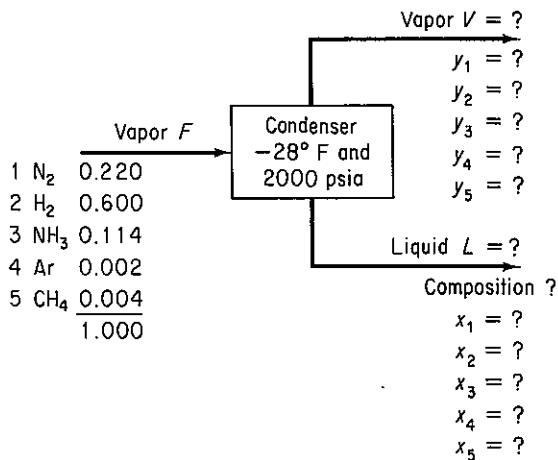 Vapor V = ?
y₁ = ?
y₂ = ?
y₃ = ?
y₄ = ?
y₅ = ?
Vapor F
Condenser
−28° F and
2000 psia
1 N₂ 0.220
2 H₂ 0.600
3 NH₃ 0.114
4 Ar 0.002
5 CH₄ 0.004
1.000
Liquid L = ?
Composition ?
x₁ = ?
x₂ = ?
x₃ = ?
x₄ = ?
x₅ = ?